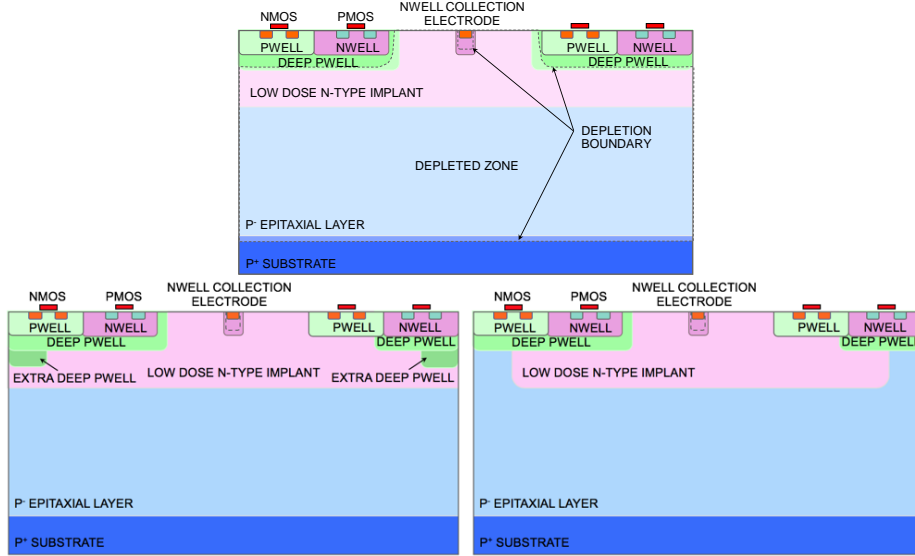 NWELL COLLECTION
ELECTRODE
NMOS PMOS
PWELL NWELL PWELL NWELL
DEEP PWELL DEEP PWELL
LOW DOSE N-TYPE IMPLANT
DEPLETION
BOUNDARY
DEPLETED ZONE
P- EPITAXIAL LAYER
P+ SUBSTRATE
NWELL COLLECTION
ELECTRODE
NMOS PMOS
PWELL NWELL PWELL NWELL
DEEP PWELL DEEP PWELL
EXTRA DEEP PWELL LOW DOSE N-TYPE IMPLANT EXTRA DEEP PWELL
P- EPITAXIAL LAYER
P+ SUBSTRATE
NWELL COLLECTION
ELECTRODE
NMOS PMOS
PWELL NWELL PWELL NWELL
DEEP PWELL DEEP PWELL
LOW DOSE N-TYPE IMPLANT
P- EPITAXIAL LAYER
P+ SUBSTRATE